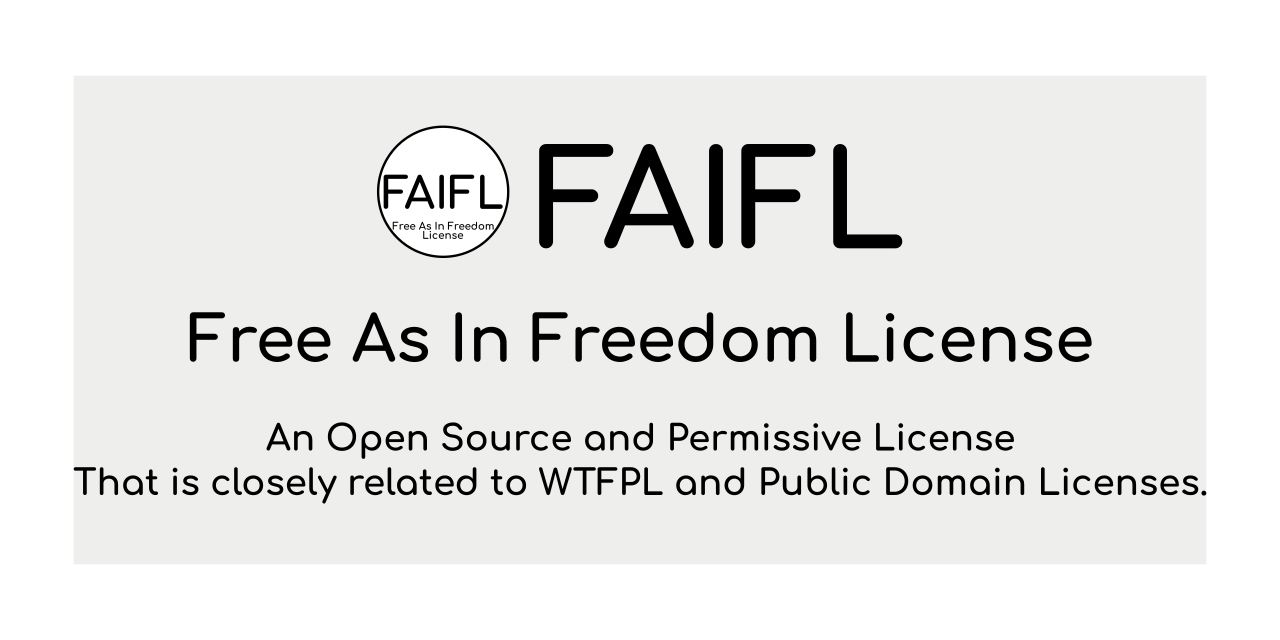 FAIFL
Free As In Freedom
License
FAIFL
Free As In Freedom License
An Open Source and Permissive License
That is closely related to WTFPL and Public Domain Licenses.